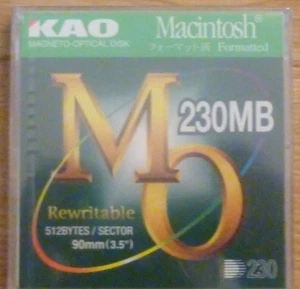 KAO
MAGNETO-OPTICAL DISK
Macintosh®
フォーマット済 Formatted
230MB
MO
Rewritable
512BYTES / SECTOR
90mm (3.5")
230